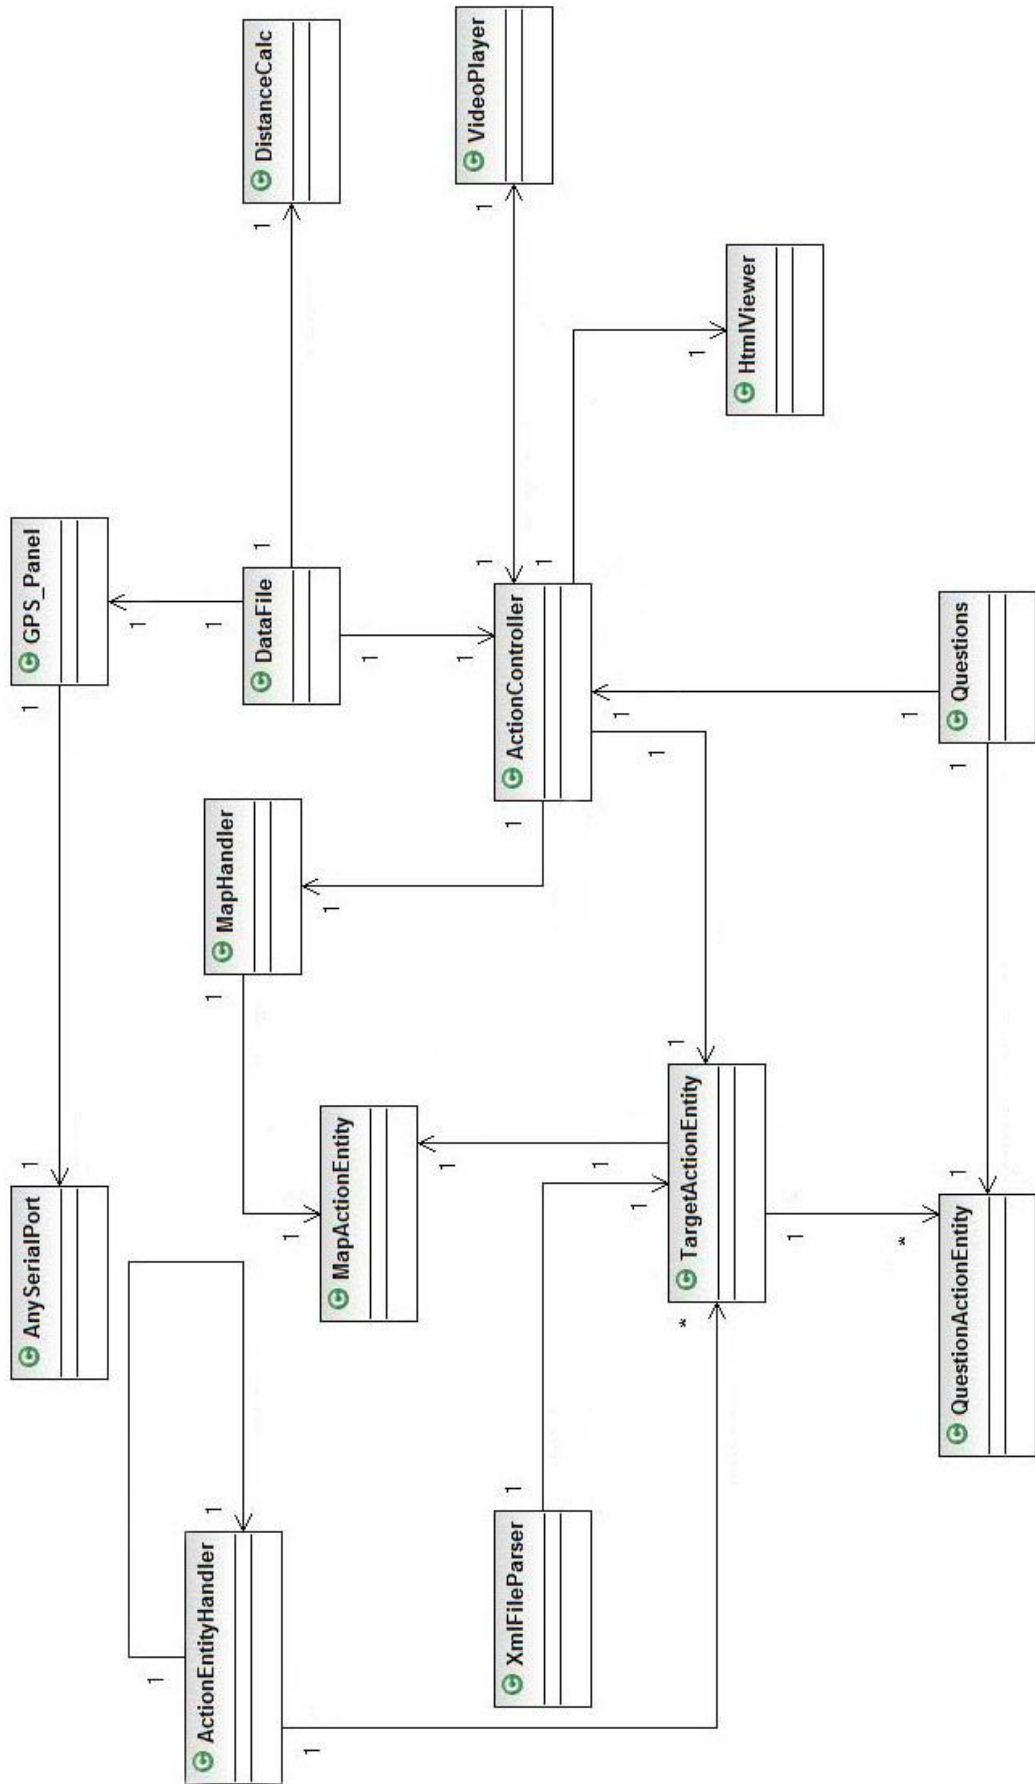 AnySerialPort
1
1
GPS_Panel
1
1
ActionEntityHandler
1
1
MapHandler
1
DataFile
1
1
DistanceCalc
1
1
1
MapActionEntity
1
1
1
VideoPlayer
1
1
XmlFileParser
1
1
ActionController
1
1
1
1
1
*
TargetActionEntity
1
1
HtmlViewer
1
*
1
QuestionActionEntity
1
1
Questions